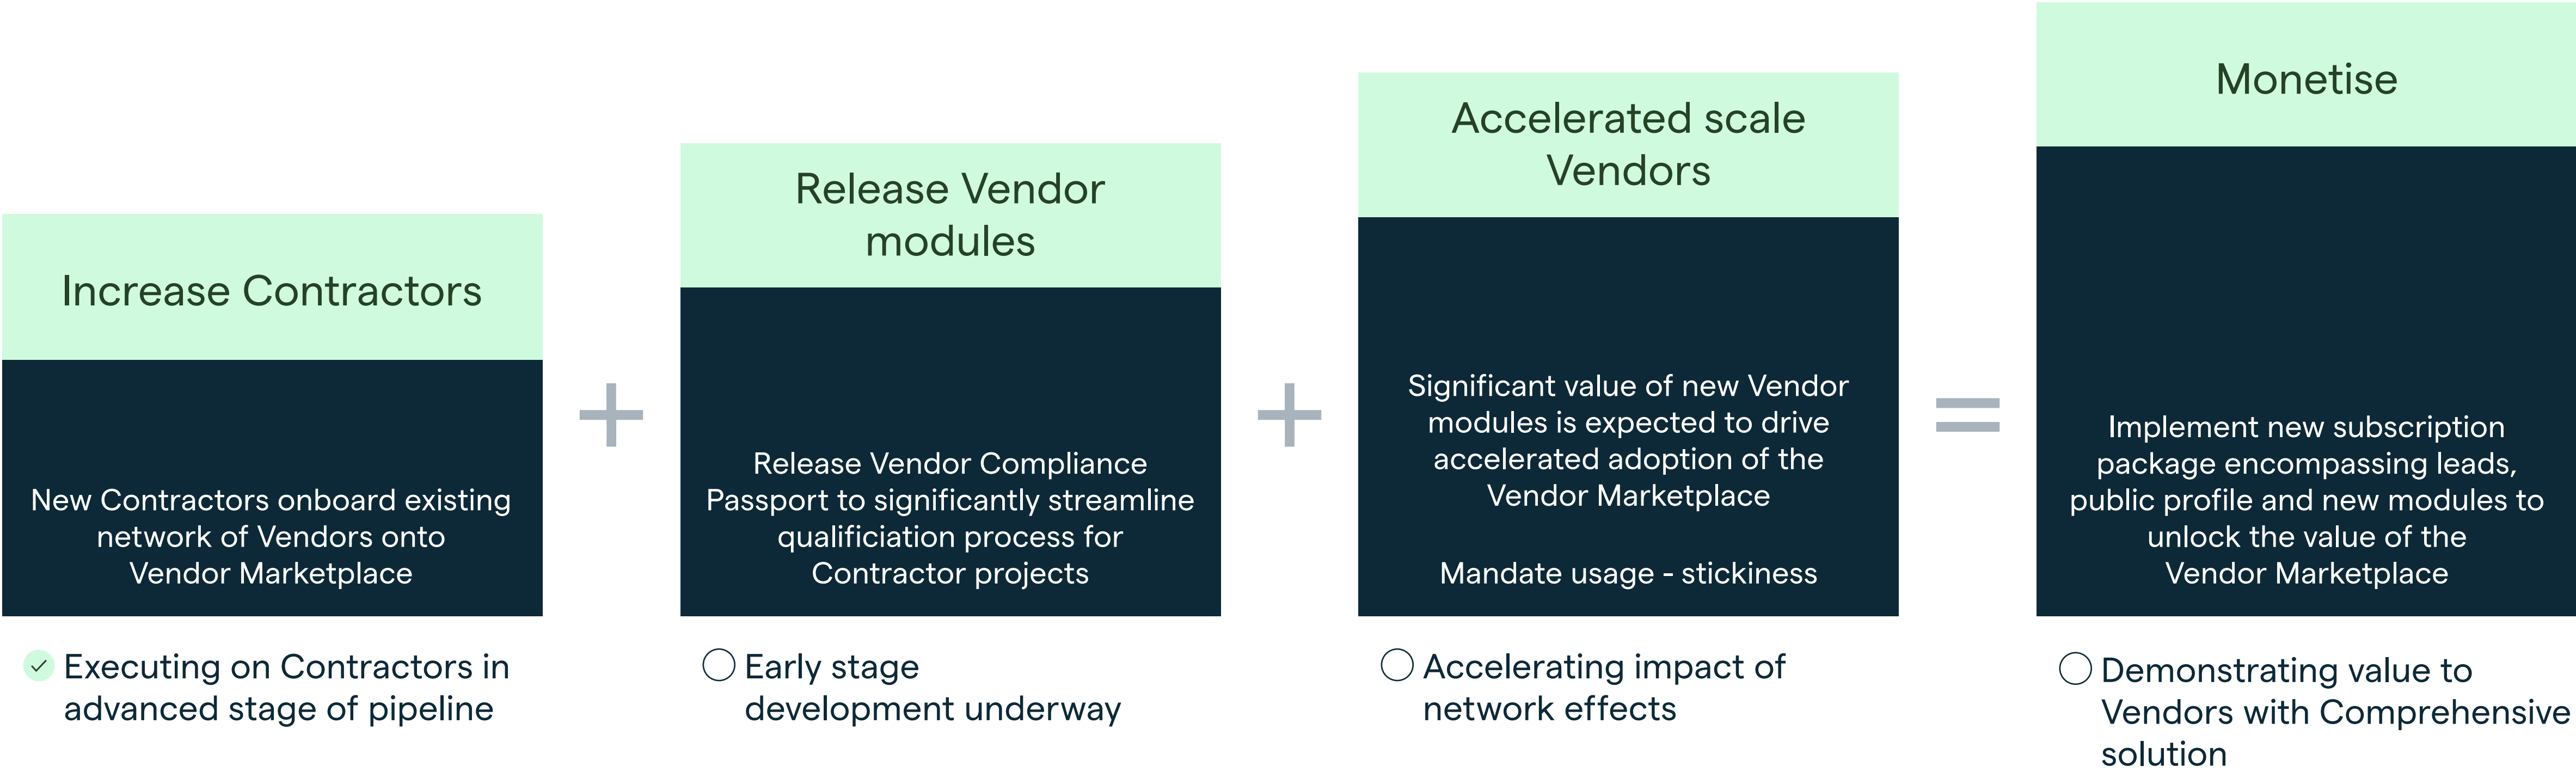 Increase Contractors
New Contractors onboard existing
network of Vendors onto
Vendor Marketplace
Executing on Contractors in
advanced stage of pipeline
+
Release Vendor
modules
Release Vendor Compliance
Passport to significantly streamline
qualificiation process for
Contractor projects
Early stage
development underway
+
Accelerated scale
Vendors
Significant value of new Vendor
modules is expected to drive
accelerated adoption of the
Vendor Marketplace
Mandate usage - stickiness
Accelerating impact of
network effects
=
Monetise
Implement new subscription
package encompassing leads,
public profile and new modules to
unlock the value of the
Vendor Marketplace
Demonstrating value to
Vendors with Comprehensive
solution